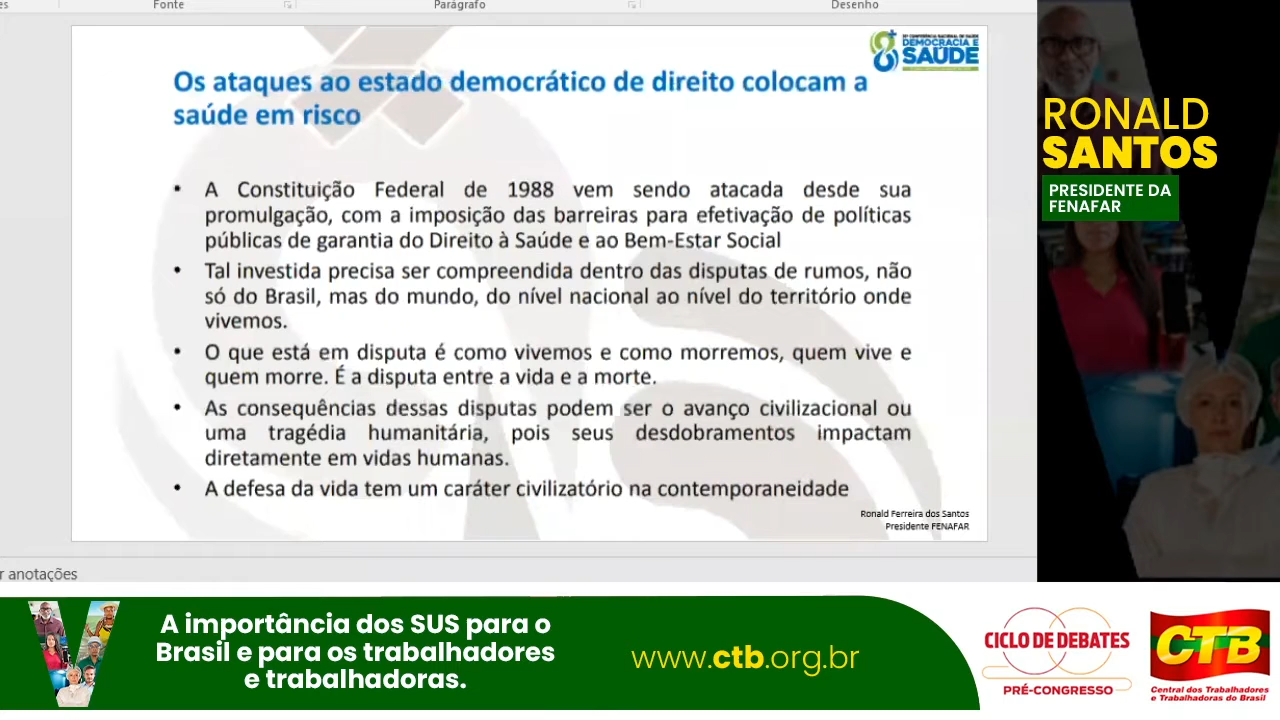 Fonte
Parágrafo
Desenho
DEMOCRACIA E
SAÚDE
Os ataques ao estado democrático de direito colocam a
saúde em risco
• A Constituição Federal de 1988 vem sendo atacada desde sua
promulgação, com a imposição das barreiras para efetivação de políticas
públicas de garantia do Direito à Saúde e ao Bem-Estar Social
• Tal investida precisa ser compreendida dentro das disputas de rumos, não
só do Brasil, mas do mundo, do nível nacional ao nível do território onde
vivemos.
• O que está em disputa é como vivemos e como morremos, quem vive e
quem morre. É a disputa entre a vida e a morte.
• As consequências dessas disputas podem ser o avanço civilizacional ou
uma tragédia humanitária, pois seus desdobramentos impactam
diretamente em vidas humanas.
• A defesa da vida tem um caráter civilizatório na contemporaneidade
Ronald Ferreira dos Santos
Presidente FENAFAR
r anotações
RONALD
SANTOS
PRESIDENTE DA
FENAFAR
A importância dos SUS para o
Brasil e para os trabalhadores
e trabalhadoras.
www.ctb.org.br
CICLO DE DEBATES
PRÉ-CONGRESSO
CTB
Central dos Trabalhadores
e Trabalhadoras do Brasil